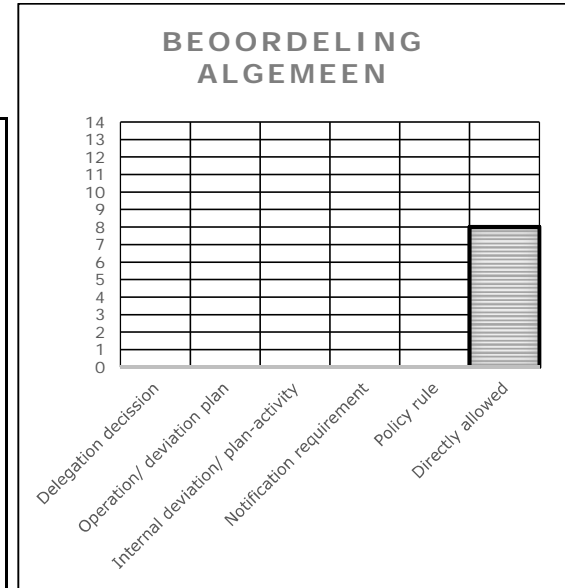 BEOORDELING
ALGEMEEN
14
13
12
11
10
9
8
7
6
5
4
3
2
1
0
Delegation decission
Operation/ deviation plan
Internal deviation/ plan-activity
Notification requirement
Policy rule
Directly allowed